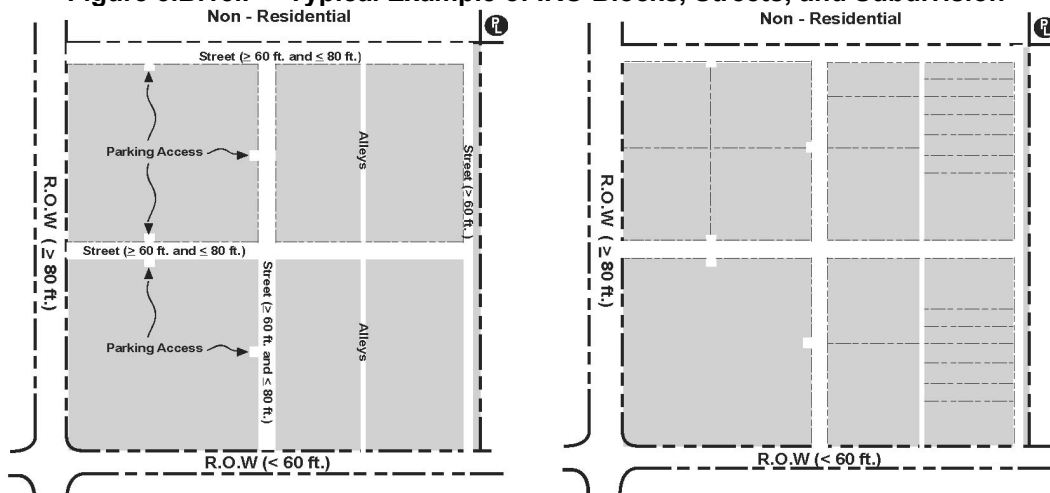 Non - Residential
PL
Street (≥ 60 ft. and ≤ 80 ft.)
Parking Access
Alleys
Street (> 60 ft.)
R.O.W (≥ 80 ft.)
Street (≥ 60 ft. and ≤ 80 ft.)
Street (≥ 60 ft. and ≤ 80 ft.)
Parking Access
Alleys
R.O.W (< 60 ft.)
Non - Residential
PL
R.O.W (≥ 80 ft.)
R.O.W (< 60 ft.)